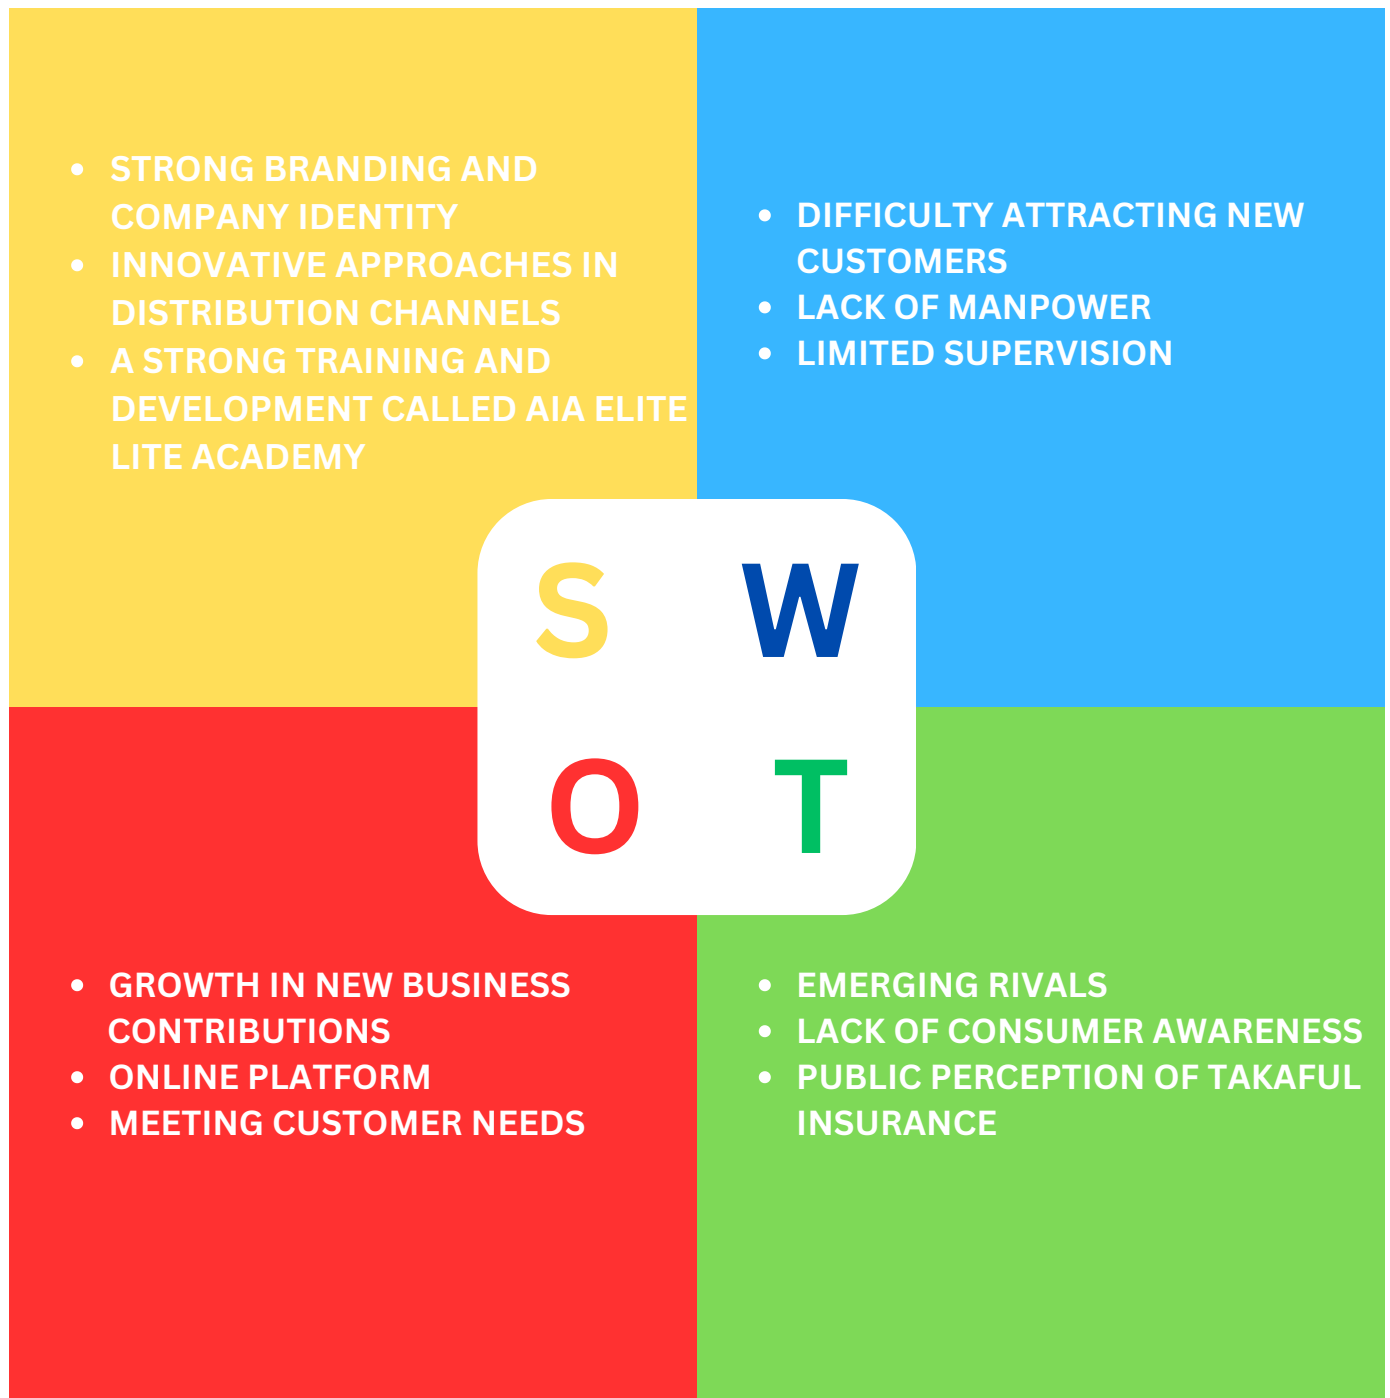 • STRONG BRANDING AND
COMPANY IDENTITY
• INNOVATIVE APPROACHES IN
DISTRIBUTION CHANNELS
• A STRONG TRAINING AND
DEVELOPMENT CALLED AIA ELITE
LITE ACADEMY
• DIFFICULTY ATTRACTING NEW
CUSTOMERS
• LACK OF MANPOWER
• LIMITED SUPERVISION
S W
O T
• GROWTH IN NEW BUSINESS
CONTRIBUTIONS
• ONLINE PLATFORM
• MEETING CUSTOMER NEEDS
• EMERGING RIVALS
• LACK OF CONSUMER AWARENESS
• PUBLIC PERCEPTION OF TAKAFUL
INSURANCE